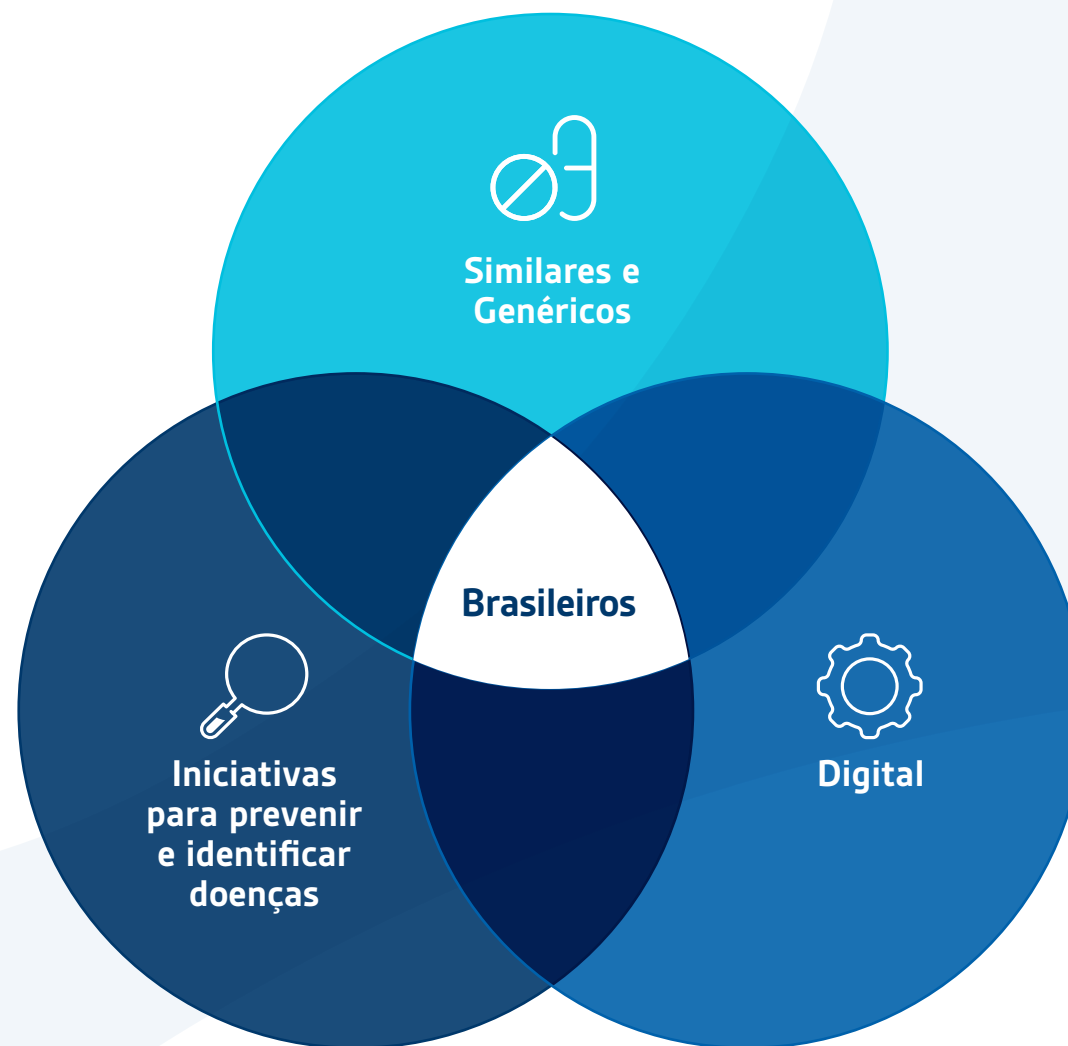 Similares e
Genéricos
Brasileiros
Iniciativas
para prevenir
e identificar
doenças
Digital